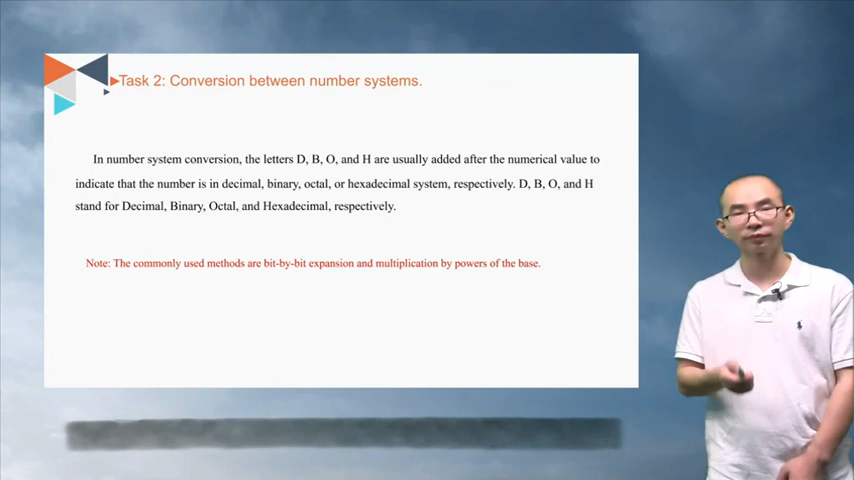 Task 2: Conversion between number systems.
In number system conversion, the letters D, B, O, and H are usually added after the numerical value to
indicate that the number is in decimal, binary, octal, or hexadecimal system, respectively. D, B, O, and H
stand for Decimal, Binary, Octal, and Hexadecimal, respectively.
Note: The commonly used methods are bit-by-bit expansion and multiplication by powers of the base.